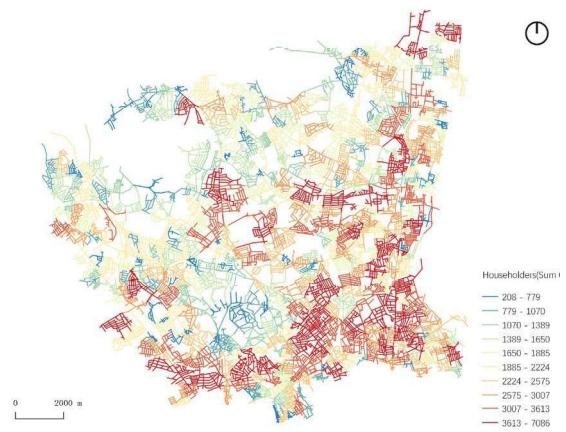 Householders(Sum
208 - 779
779 - 1070
1070 - 1389
1389 - 1650
1650 - 1885
1885 - 2224
2224 - 2575
2575 - 3007
3007 - 3613
3613 - 7086
0 2000 m